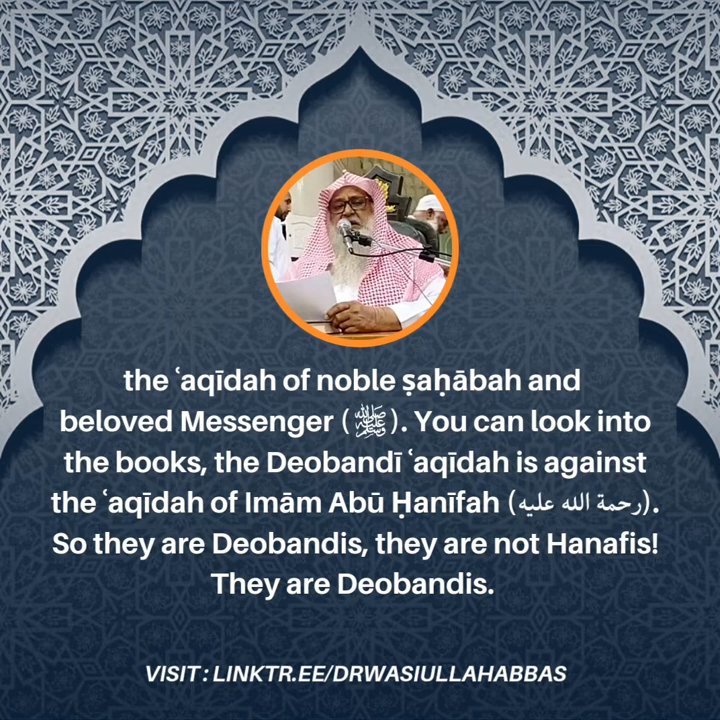 the ʿaqīdah of noble ṣaḥābah and
beloved Messenger (ﷺ). You can look into
the books, the Deobandī ʿaqīdah is against
the ʿaqīdah of Imām Abū Ḥanīfah (رحمة الله عليه).
So they are Deobandis, they are not Hanafis!
They are Deobandis.
VISIT : LINKTR.EE/DRWASIULLAHABBAS